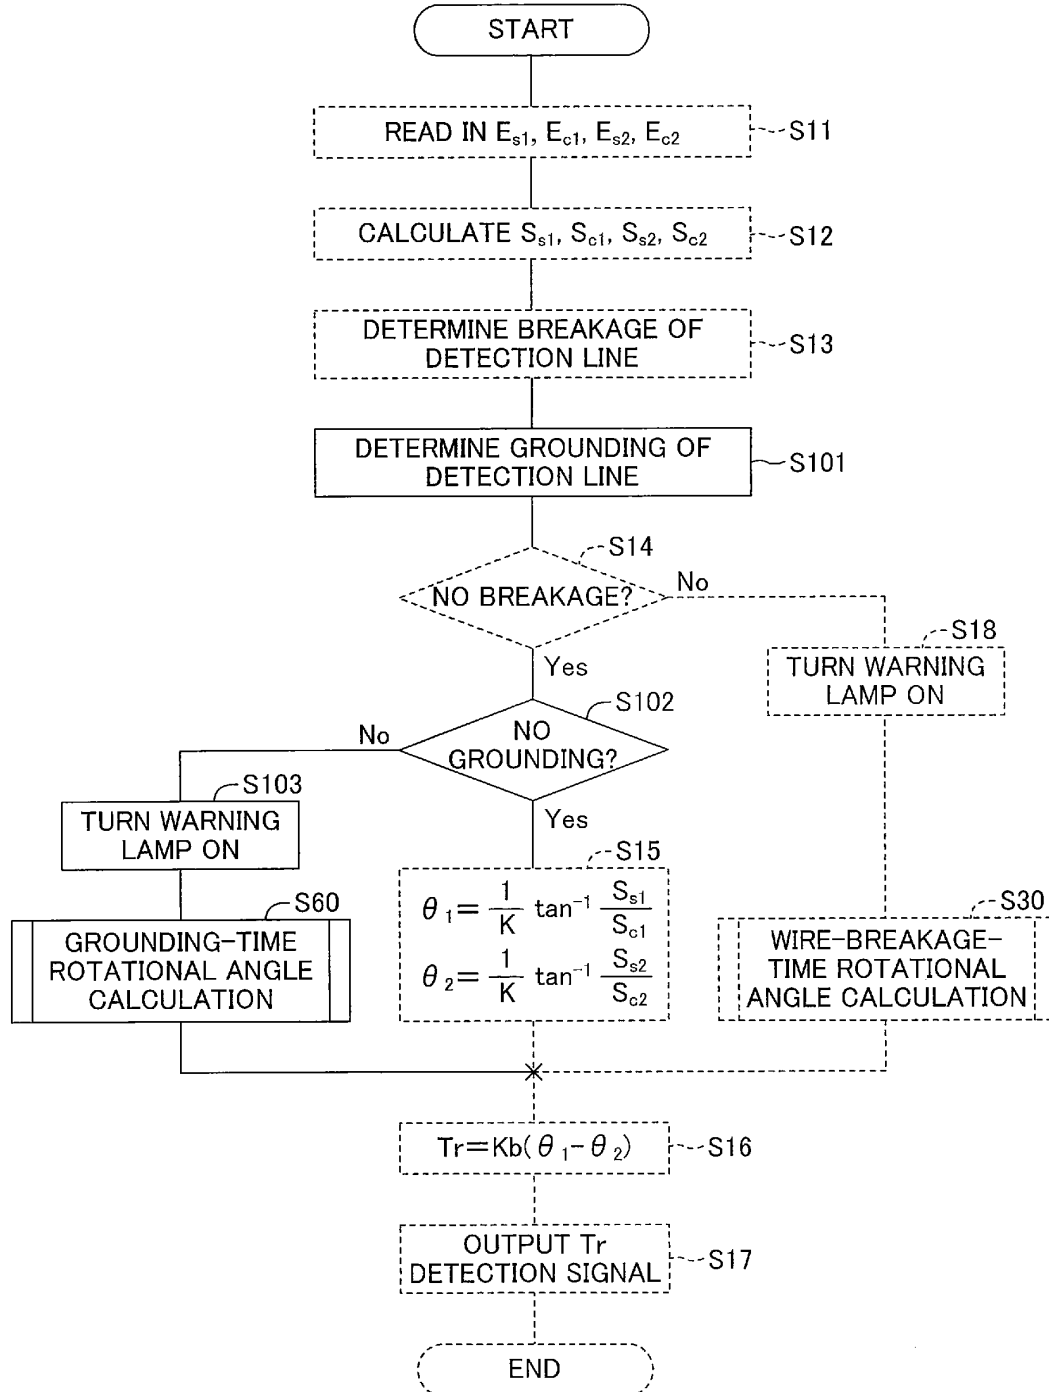 START
READ IN Es1, Ec1, Es2, Ec2
S11
CALCULATE Ss1, Sc1, Ss2, Sc2
S12
DETERMINE BREAKAGE OF
DETECTION LINE
S13
DETERMINE GROUNDING OF
DETECTION LINE
S101
S14
NO BREAKAGE?
No
Yes
S18
TURN WARNING
LAMP ON
S102
NO
GROUNDING?
No
Yes
S103
TURN WARNING
LAMP ON
S60
GROUNDING-TIME
ROTATIONAL ANGLE
CALCULATION
S15
θ1 = 1/K tan⁻¹ Ss1/Sc1
θ2 = 1/K tan⁻¹ Ss2/Sc2
S30
WIRE-BREAKAGE-
TIME ROTATIONAL
ANGLE CALCULATION
Tr=Kb(θ1-θ2)
S16
OUTPUT Tr
DETECTION SIGNAL
S17
END